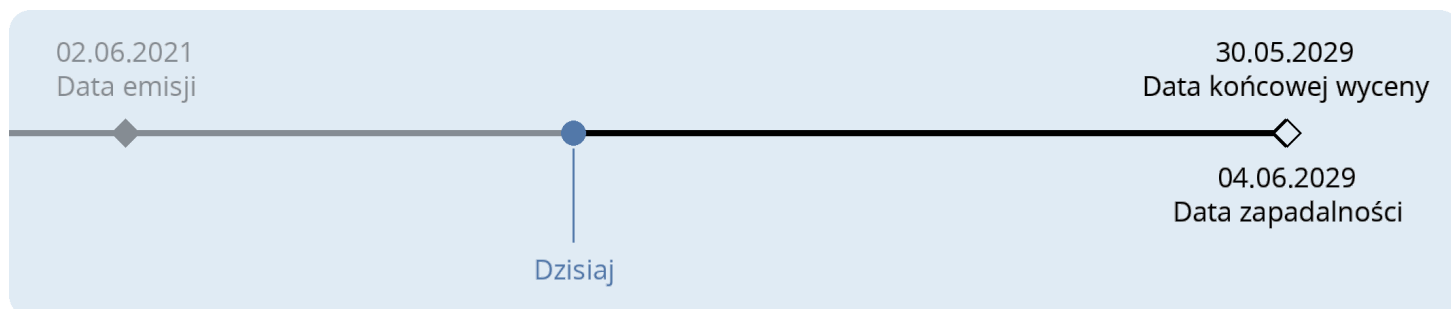 02.06.2021
Data emisji
30.05.2029
Data końcowej wyceny
04.06.2029
Data zapadalności
Dzisiaj